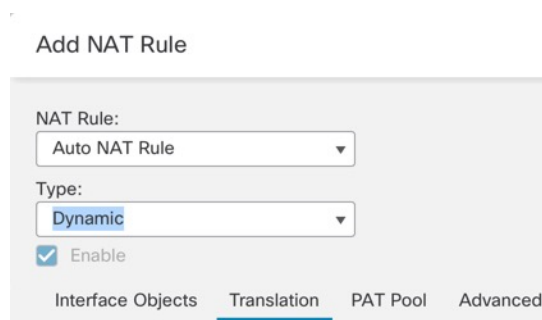 Add NAT Rule
NAT Rule:
Auto NAT Rule
Type:
Dynamic
Enable
Interface Objects Translation PAT Pool Advanced